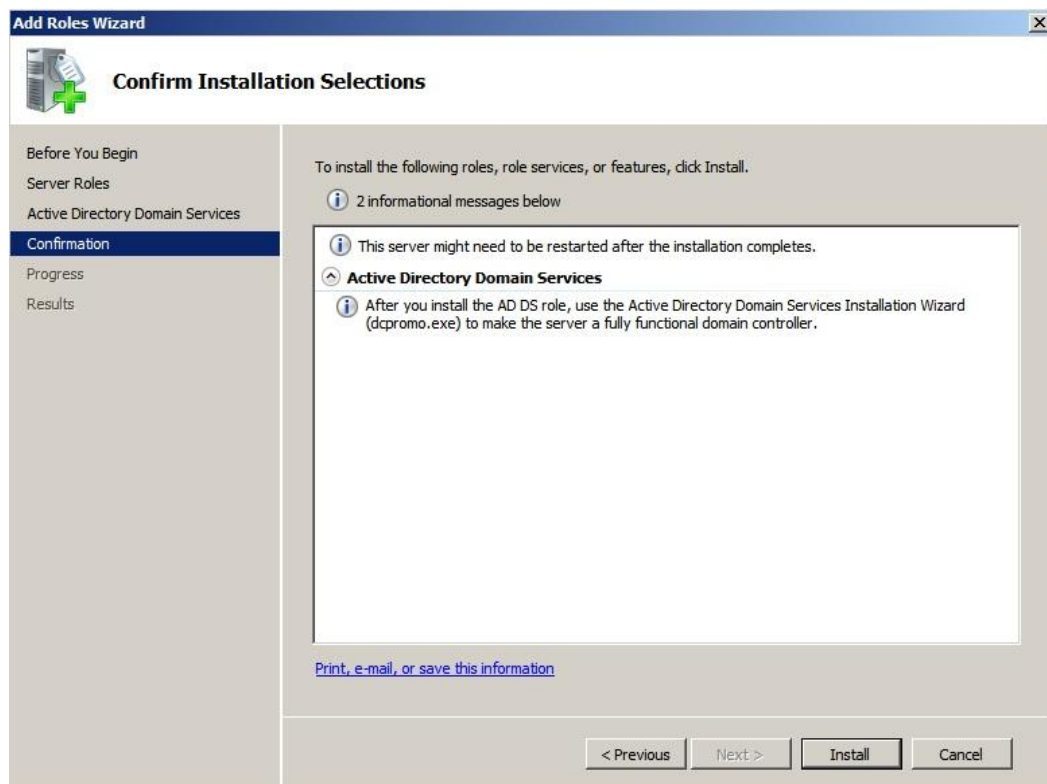 Add Roles Wizard
Confirm Installation Selections
Before You Begin
Server Roles
Active Directory Domain Services
Confirmation
Progress
Results
To install the following roles, role services, or features, click Install.
2 informational messages below
This server might need to be restarted after the installation completes.
Active Directory Domain Services
After you install the AD DS role, use the Active Directory Domain Services Installation Wizard
(dcpromo.exe) to make the server a fully functional domain controller.
Print, e-mail, or save this information
< Previous
Next >
Install
Cancel